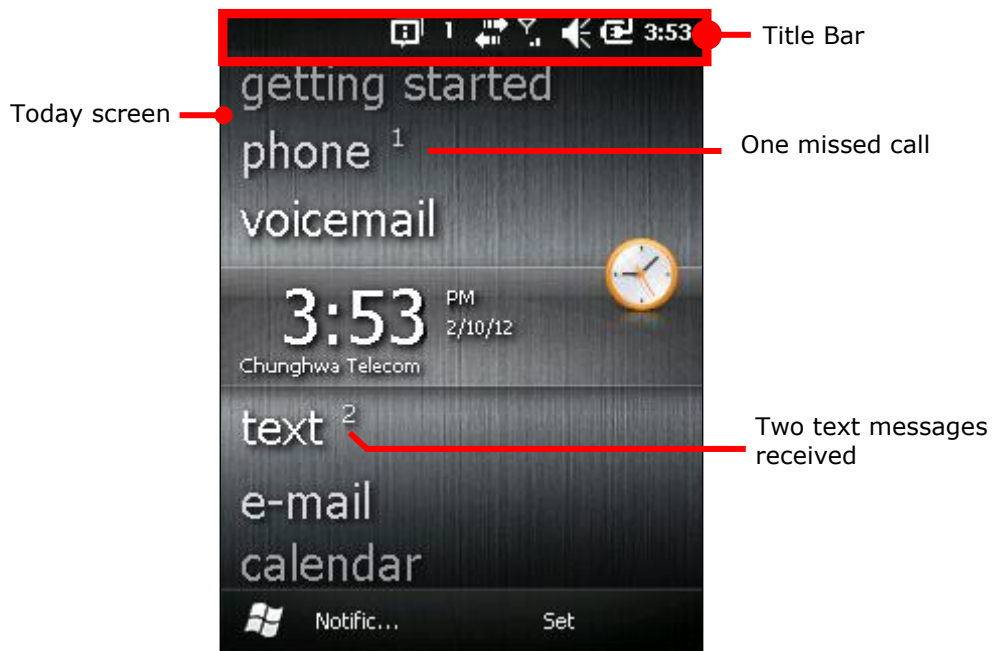 1 3:53
Title Bar
getting started
Today screen
phone 1
One missed call
voicemail
3:53 PM
2/10/12
Chunghwa Telecom
text 2
Two text messages
received
e-mail
calendar
Notific... Set